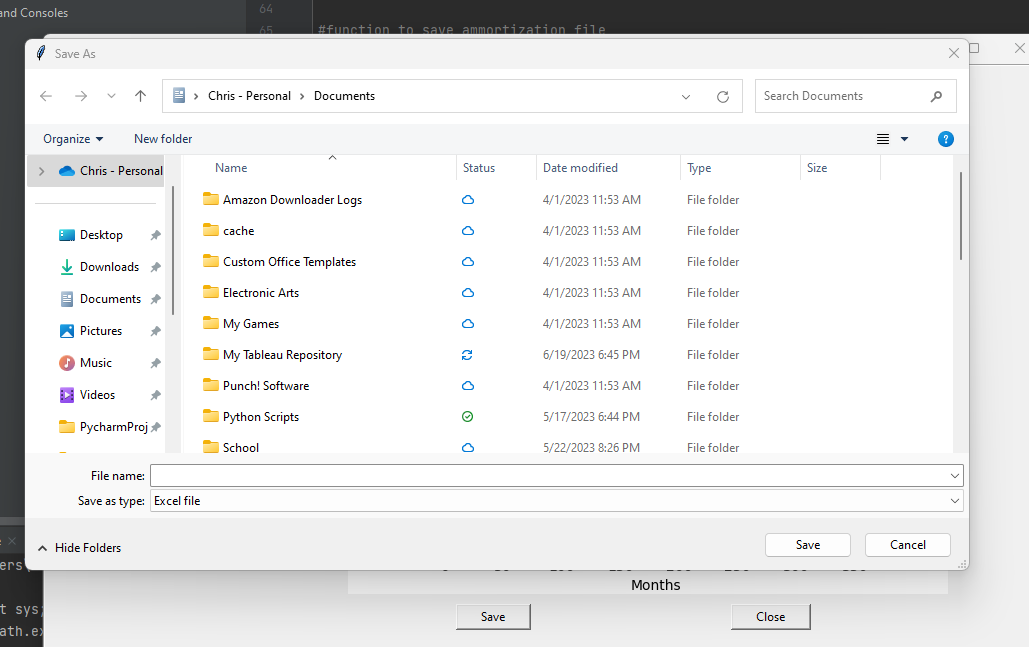 and Consoles
64
65 #function to save ammortization file
Save As
Chris - Personal > Documents
Search Documents
Organize
New folder
?
Name Status Date modified Type Size
Chris - Personal
Desktop
Downloads
Documents
Pictures
Music
Videos
PycharmProj
Amazon Downloader Logs 4/1/2023 11:53 AM File folder
cache 4/1/2023 11:53 AM File folder
Custom Office Templates 4/1/2023 11:53 AM File folder
Electronic Arts 4/1/2023 11:53 AM File folder
My Games 4/1/2023 11:53 AM File folder
My Tableau Repository 6/19/2023 6:45 PM File folder
Punch! Software 4/1/2023 11:53 AM File folder
Python Scripts 5/17/2023 6:44 PM File folder
School 5/22/2023 8:26 PM File folder
File name:
Save as type: Excel file
Hide Folders
Save Cancel
ers\
t sys;
ath.ex
Months
Save Close